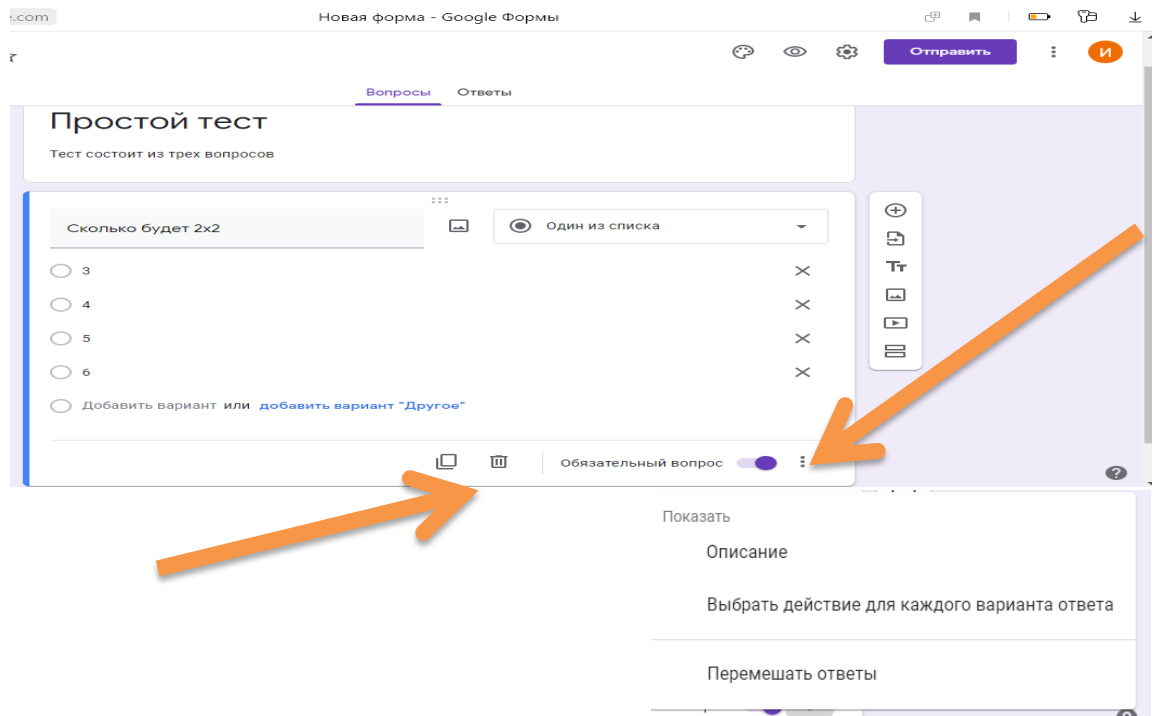 e.com Новая форма - Google Формы
Отправить И
Вопросы Ответы
Простой тест
Тест состоит из трех вопросов
Сколько будет 2x2 Один из списка
3
4
5
6
Добавить вариант или добавить вариант "Другое"
Обязательный вопрос
Показать
Описание
Выбрать действие для каждого варианта ответа
Перемешать ответы